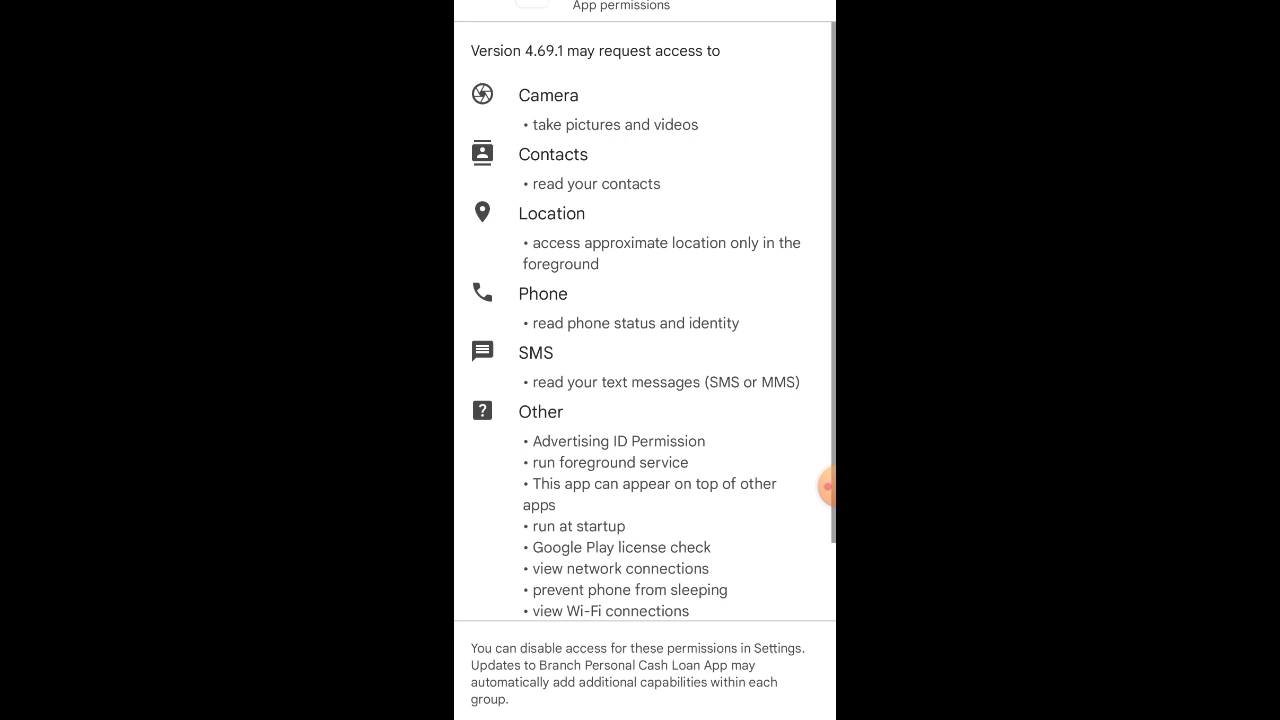 App permissions
Version 4.69.1 may request access to
Camera
• take pictures and videos
Contacts
• read your contacts
Location
• access approximate location only in the
foreground
Phone
• read phone status and identity
SMS
• read your text messages (SMS or MMS)
?
Other
• Advertising ID Permission
• run foreground service
• This app can appear on top of other
apps
• run at startup
• Google Play license check
• view network connections
• prevent phone from sleeping
• view Wi-Fi connections
You can disable access for these permissions in Settings.
Updates to Branch Personal Cash Loan App may
automatically add additional capabilities within each
group.